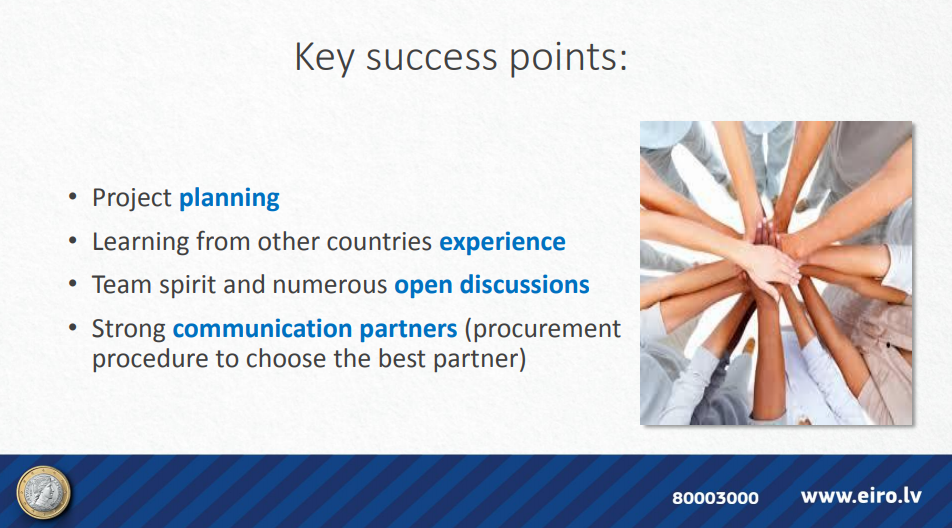 Key success points:
• Project planning
• Learning from other countries experience
• Team spirit and numerous open discussions
• Strong communication partners (procurement
procedure to choose the best partner)
80003000
www.eiro.lv